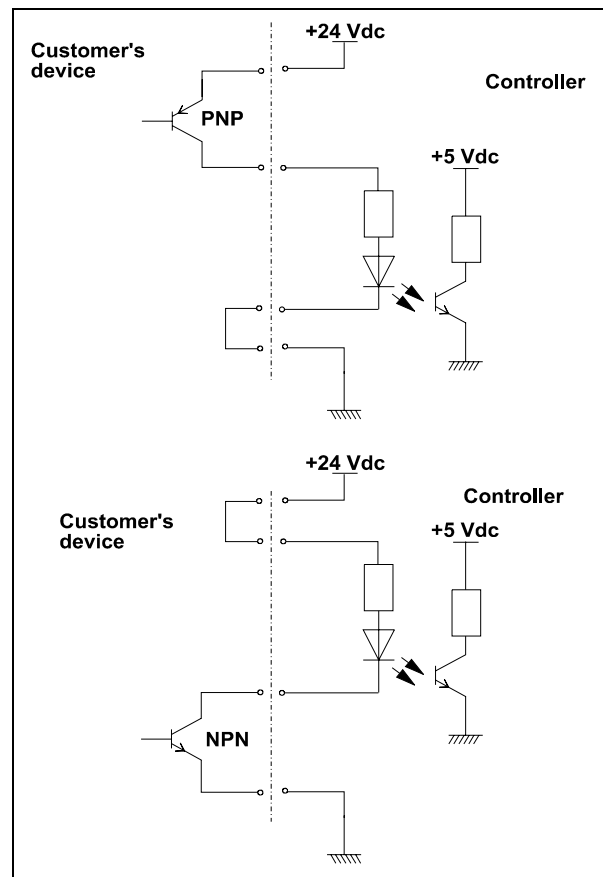 +24 Vdc
Customer's
device
Controller
PNP
+5 Vdc
+24 Vdc
Controller
Customer's
device
+5 Vdc
NPN